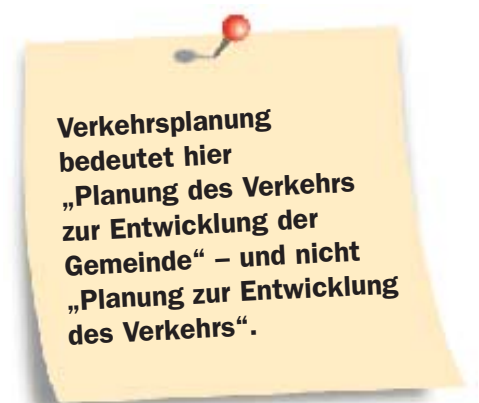 Verkehrsplanung
bedeutet hier
„Planung des Verkehrs
zur Entwicklung der
Gemeinde“ – und nicht
„Planung zur Entwicklung
des Verkehrs“.